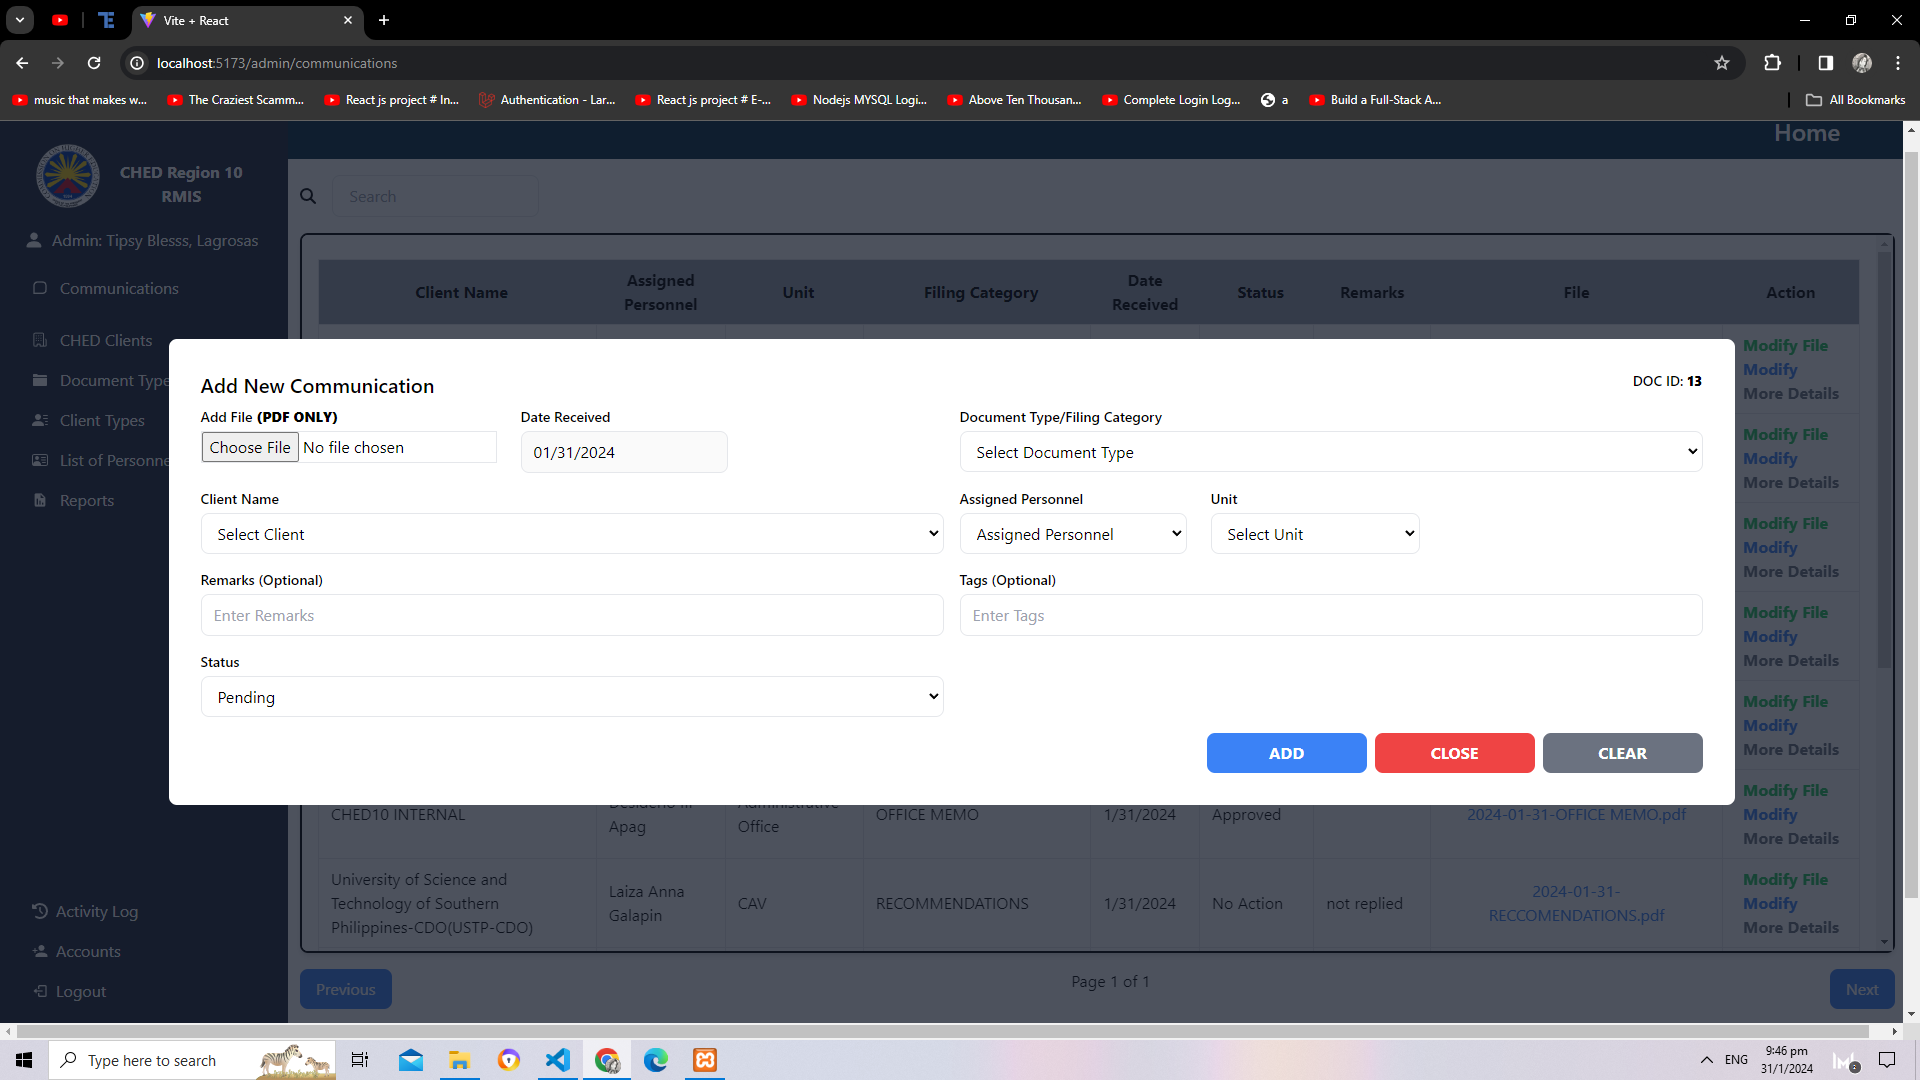 Vite + React
localhost:5173/admin/communications
music that makes w...
The Craziest Scamm...
React js project # In...
Authentication - Lar...
React js project # E-...
Nodejs MYSQL Logi...
Above Ten Thousan...
Complete Login Log...
a
Build a Full-Stack A...
All Bookmarks
Home
CHED Region 10
RMIS
Search
Admin: Tipsy Blesss, Lagrosas
Communications
CHED Clients
Document Type
Client Types
List of Personne
Reports
Client Name
Assigned
Personnel
Unit
Filing Category
Date
Received
Status
Remarks
File
Action
Modify File
Modify
More Details
Modify File
Modify
More Details
Modify File
Modify
More Details
Modify File
Modify
More Details
Modify File
Modify
More Details
Add New Communication
DOC ID: 13
Add File (PDF ONLY)
Choose File No file chosen
Date Received
01/31/2024
Document Type/Filing Category
Select Document Type
Client Name
Select Client
Assigned Personnel
Assigned Personnel
Unit
Select Unit
Remarks (Optional)
Enter Remarks
Tags (Optional)
Enter Tags
Status
Pending
ADD
CLOSE
CLEAR
CHED10 INTERNAL
Desiderio III
Apag
Administrative
Office
OFFICE MEMO
1/31/2024
Approved
2024-01-31-OFFICE MEMO.pdf
Modify File
Modify
More Details
University of Science and
Technology of Southern
Philippines-CDO(USTP-CDO)
Laiza Anna
Galapin
CAV
RECOMMENDATIONS
1/31/2024
No Action
not replied
2024-01-31-
RECCOMENDATIONS.pdf
Modify File
Modify
More Details
Activity Log
Accounts
Logout
Previous
Page 1 of 1
Next
Type here to search
ENG
9:46 pm
31/1/2024